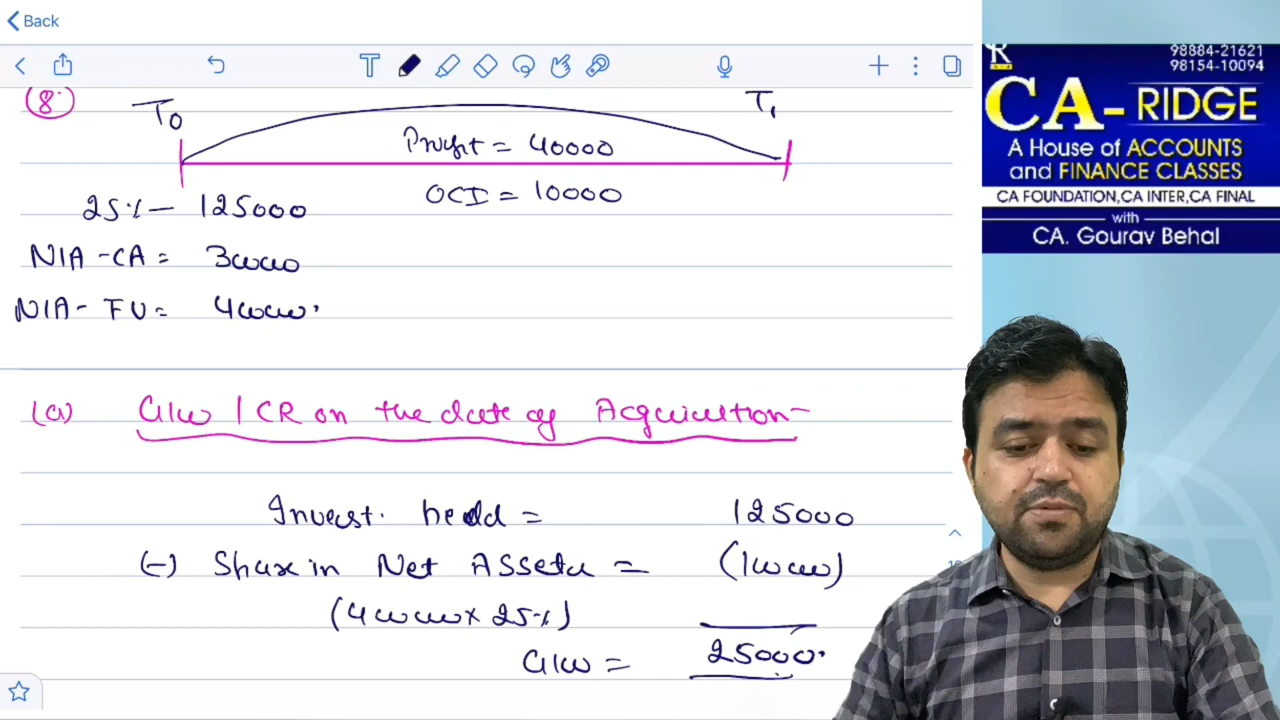 Back
(8.)
T0
T1
Profit = 40000
OCI = 10000
25% — 125000
NIA - CA = 300000
NIA - FV = 400000.
(a) G/w / CR on the date of Acquisition-
Invest. held = 125000
(-) Share in Net Assets = (100000)
(400000 x 25%)
G/w = 25000.
R
98884-21621
98154-10094
CA- RIDGE
A House of ACCOUNTS
and FINANCE CLASSES
CA FOUNDATION,CA INTER,CA FINAL
with
CA. Gourav Behal